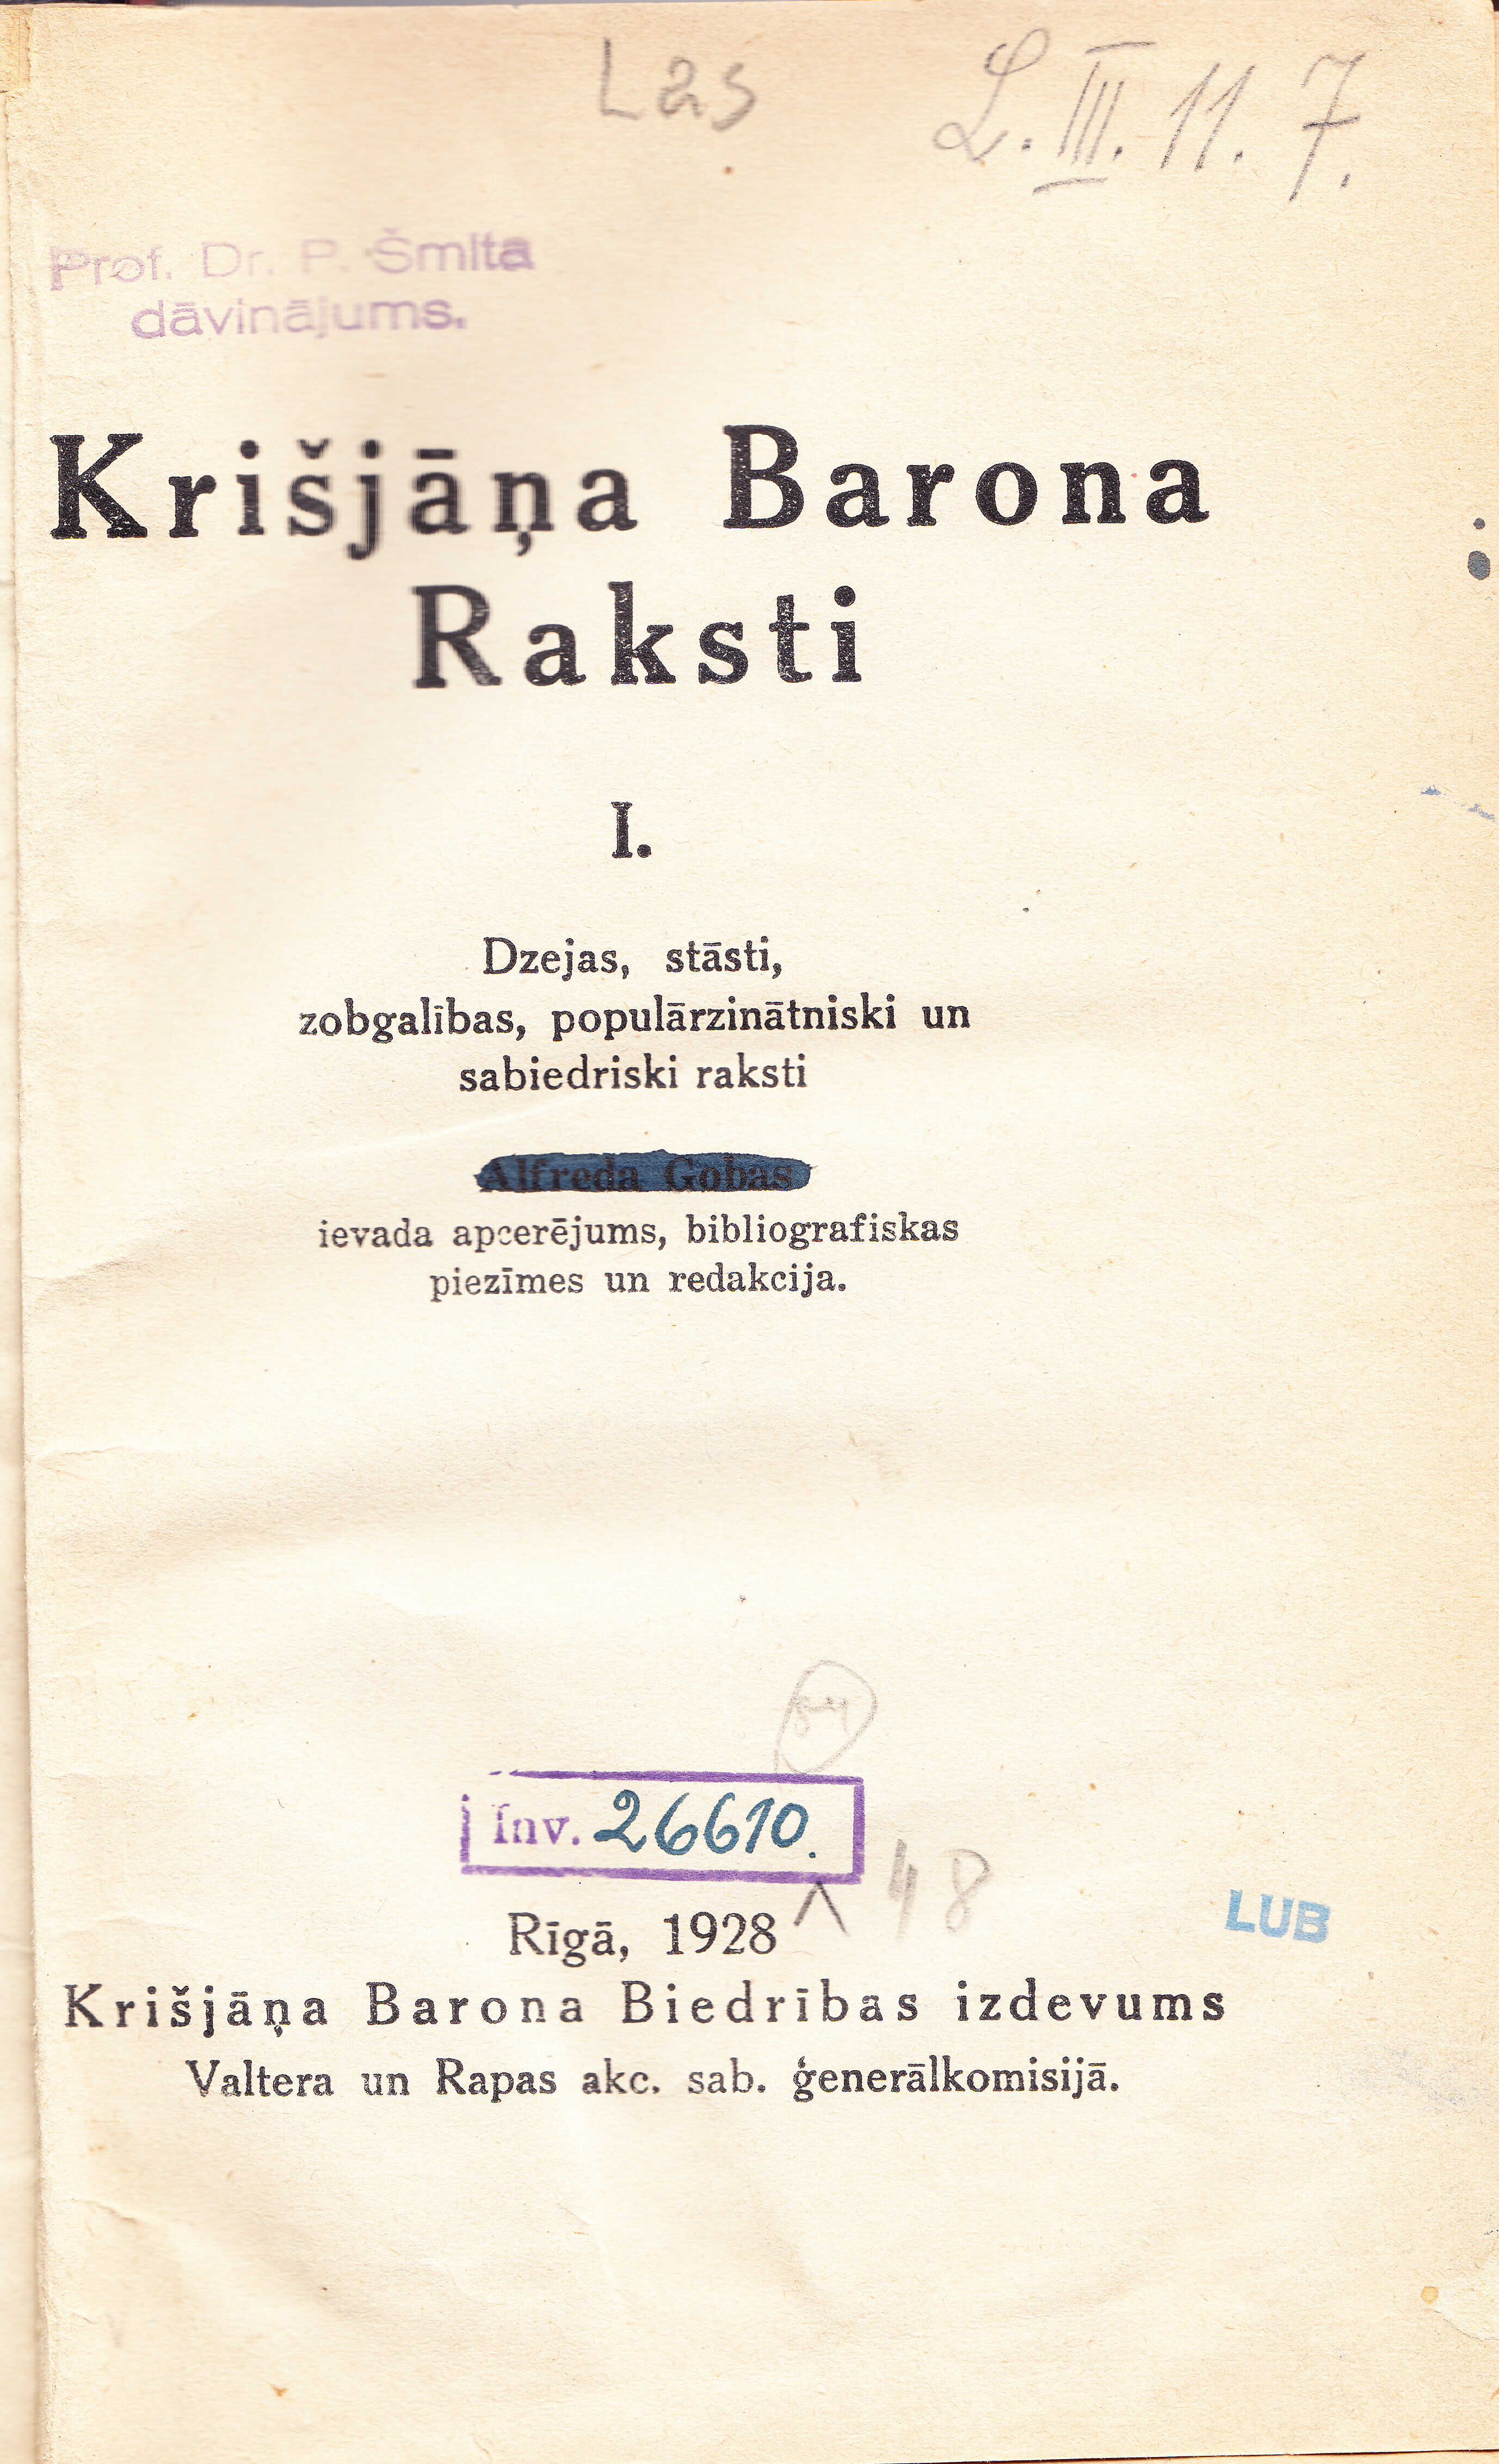 Las
L. III. 11. 7.
Prof. Dr. P. Šmita
dāvinājums.
Krišjāņa Barona
Raksti
I.
Dzejas, stāsti,
zobgalības, populārzinātniski un
sabiedriski raksti
Alfreda Gobas
ievada apcerējums, bibliografiskas
piezīmes un redakcija.
Inv. 26610.
48
Rīgā, 1928
LUB
Krišjāņa Barona Biedrības izdevums
Valtera un Rapas akc. sab. ģenerālkomisijā.